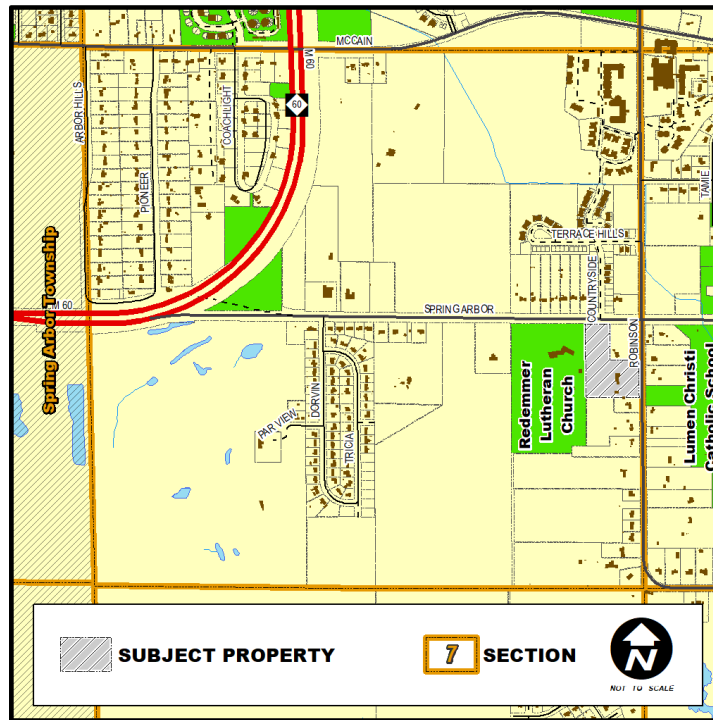 MCCAIN
M 60
60
ARBOR HILLS
COACHLIGHT
PIONEER
TAMIE
TERRACE HILLS
COUNTRYSIDE
M 60
SPRING ARBOR
Spring Arbor Township
ROBINSON
DORVIN
PAR VIEW
TRICIA
Redemmer
Lutheran
Church
Lumen Christi
Catholic School
SUBJECT PROPERTY
7 SECTION
N
NOT TO SCALE